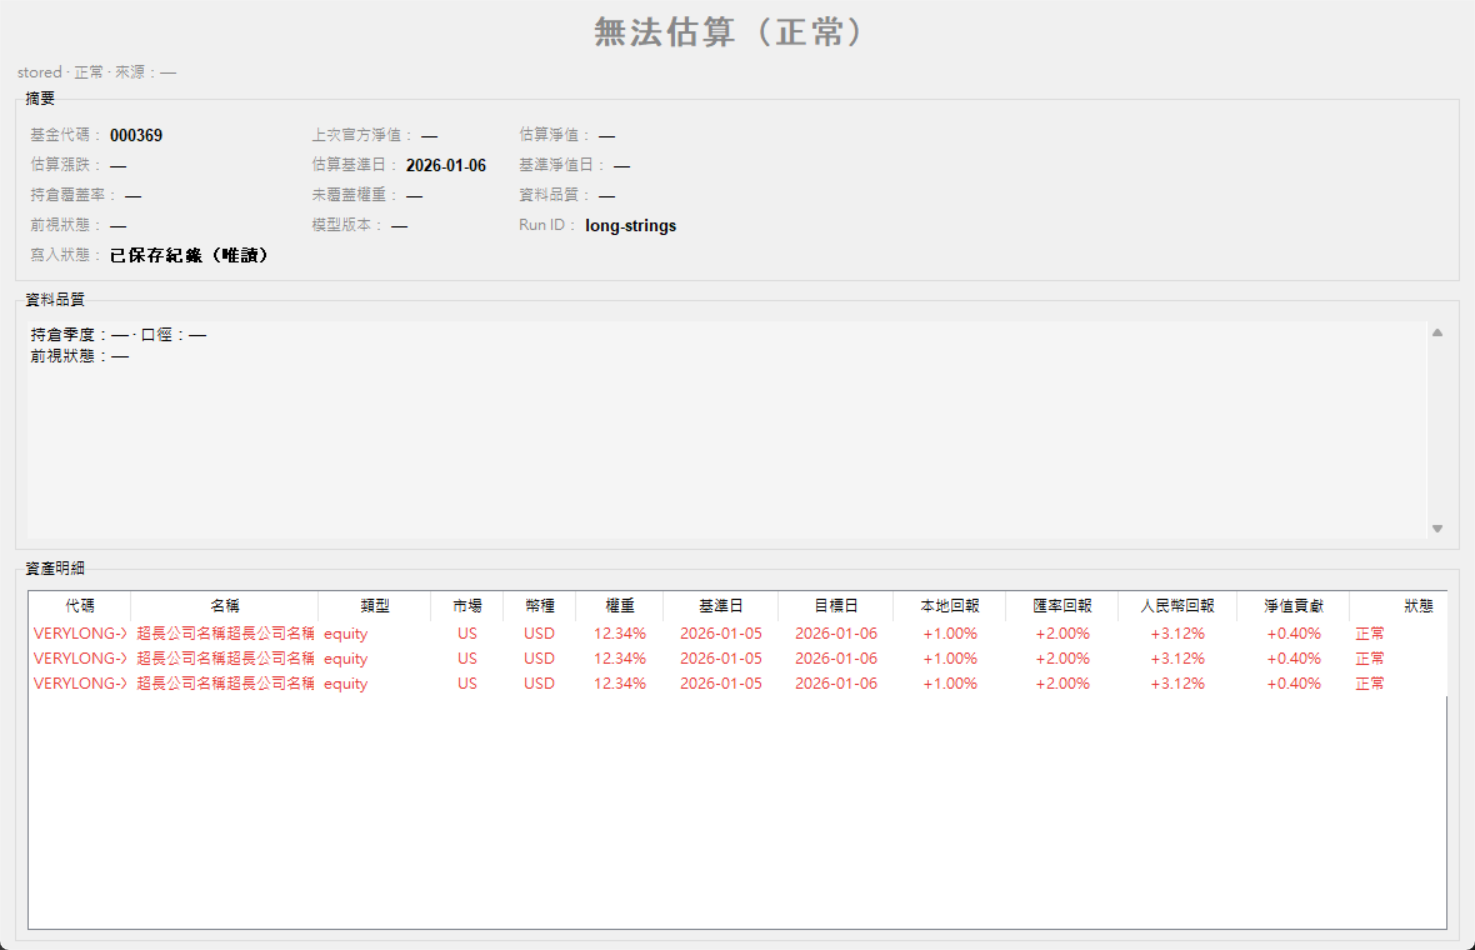 無法估算（正常）
stored · 正常 · 來源：—
摘要
基金代碼： 000369 上次官方淨值： — 估算淨值： —
估算漲跌： — 估算基準日： 2026-01-06 基準淨值日： —
持倉覆蓋率： — 未覆蓋權重： — 資料品質： —
前視狀態： — 模型版本： — Run ID： long-strings
寫入狀態： 已保存紀錄（唯讀）
資料品質
持倉季度：— · 口徑：—
前視狀態：—
資產明細
代碼 名稱 類型 市場 幣種 權重 基準日 目標日 本地回報 匯率回報 人民幣回報 淨值貢獻 狀態
VERYLONG- 超長公司名稱超長公司名稱 equity US USD 12.34% 2026-01-05 2026-01-06 +1.00% +2.00% +3.12% +0.40% 正常
VERYLONG- 超長公司名稱超長公司名稱 equity US USD 12.34% 2026-01-05 2026-01-06 +1.00% +2.00% +3.12% +0.40% 正常
VERYLONG- 超長公司名稱超長公司名稱 equity US USD 12.34% 2026-01-05 2026-01-06 +1.00% +2.00% +3.12% +0.40% 正常